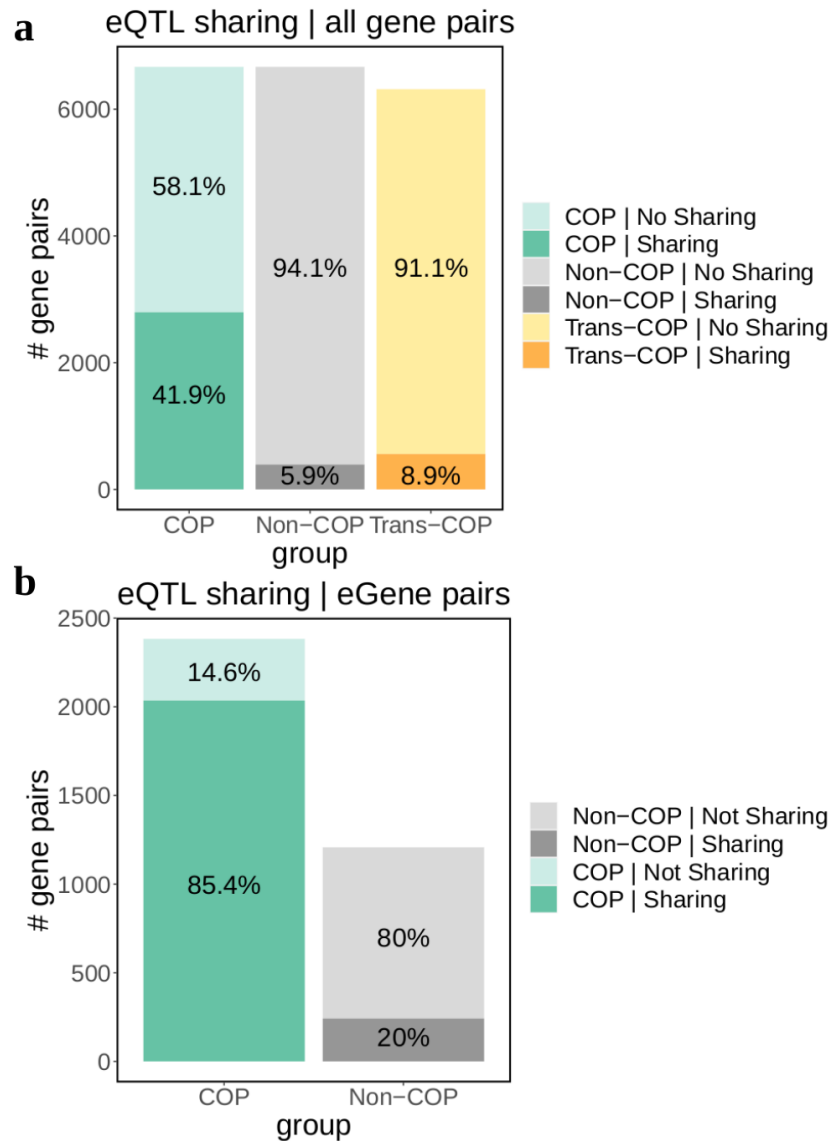 a
eQTL sharing | all gene pairs
# gene pairs
6000
4000
2000
0
58.1%
41.9%
94.1%
5.9%
91.1%
8.9%
COP
Non−COP
Trans−COP
group
COP | No Sharing
COP | Sharing
Non−COP | No Sharing
Non−COP | Sharing
Trans−COP | No Sharing
Trans−COP | Sharing
b
eQTL sharing | eGene pairs
# gene pairs
2500
2000
1500
1000
500
0
14.6%
85.4%
80%
20%
COP
Non−COP
group
Non−COP | Not Sharing
Non−COP | Sharing
COP | Not Sharing
COP | Sharing